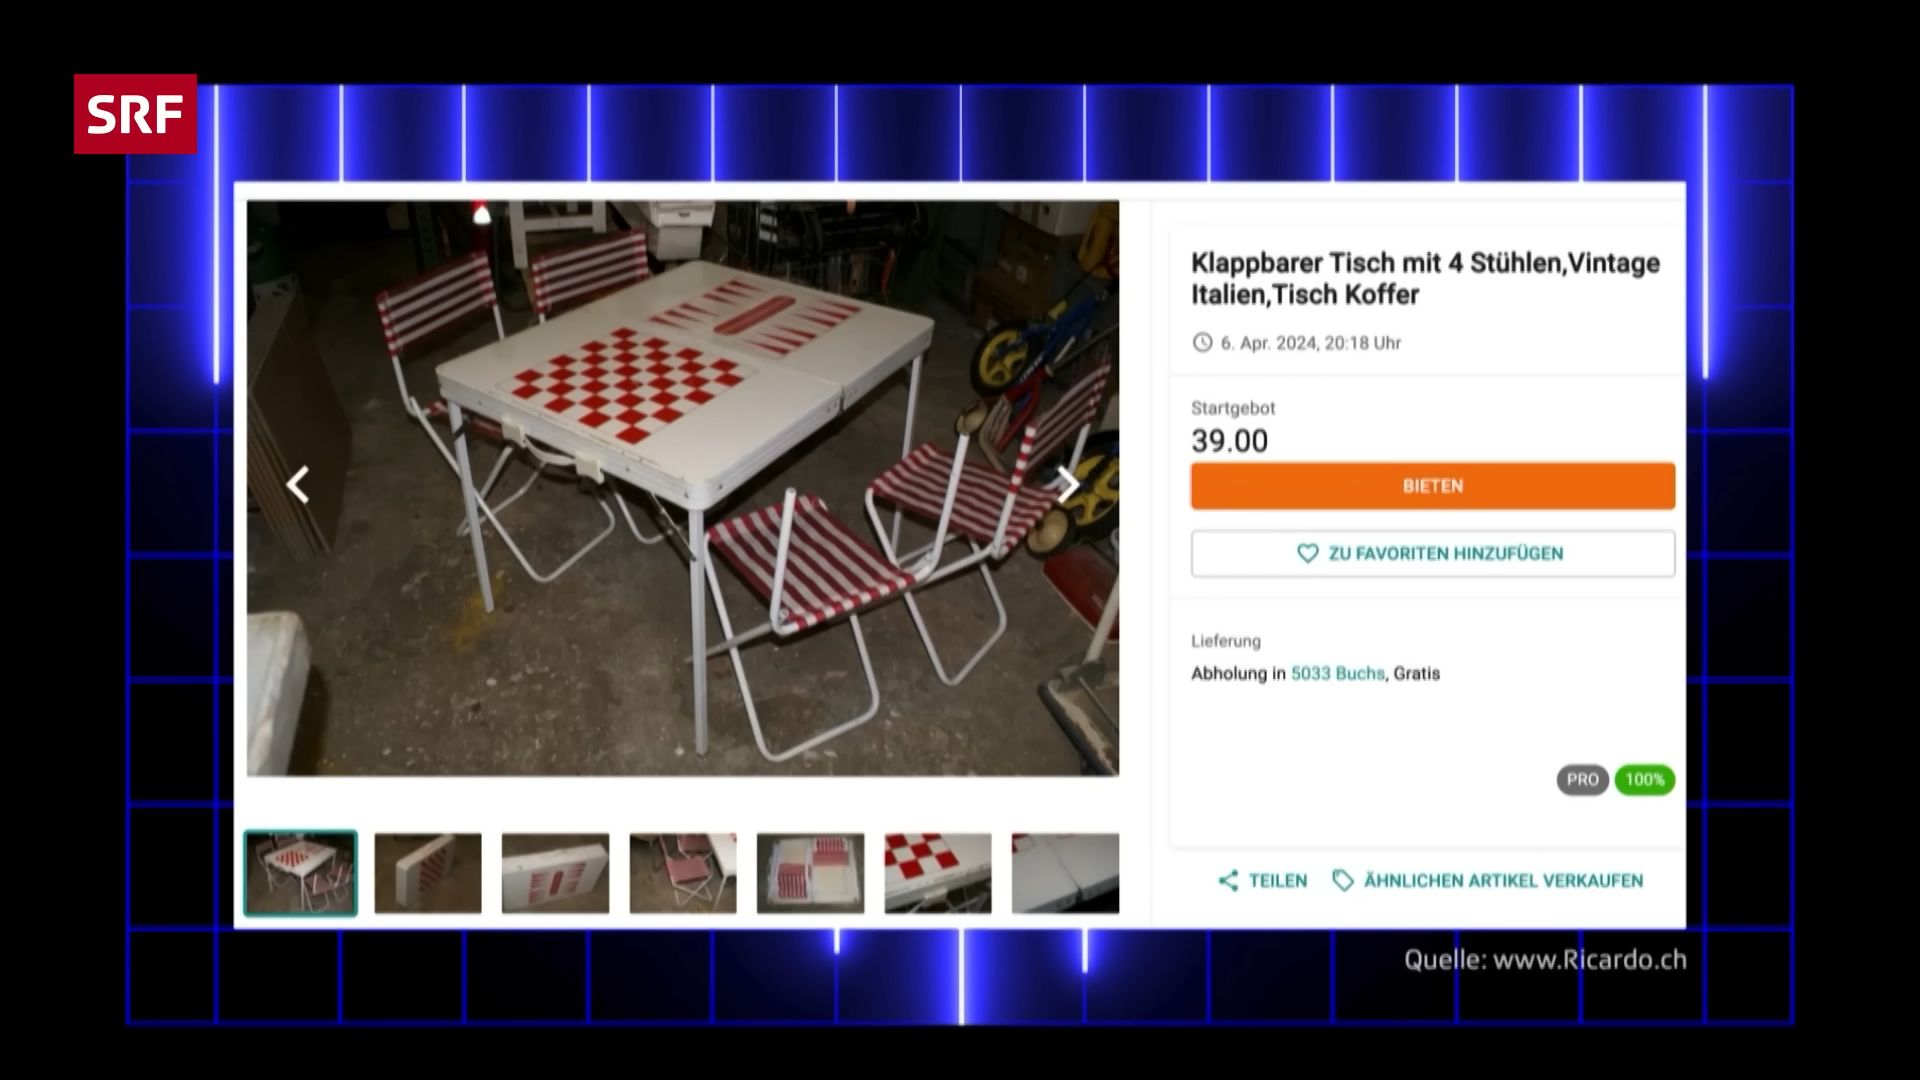 SRF
Klappbarer Tisch mit 4 Stühlen,Vintage
Italien,Tisch Koffer
6. Apr. 2024, 20:18 Uhr
Startgebot
39.00
BIETEN
ZU FAVORITEN HINZUFÜGEN
Lieferung
Abholung in 5033 Buchs, Gratis
PRO 100%
TEILEN ÄHNLICHEN ARTIKEL VERKAUFEN
Quelle: www.Ricardo.ch